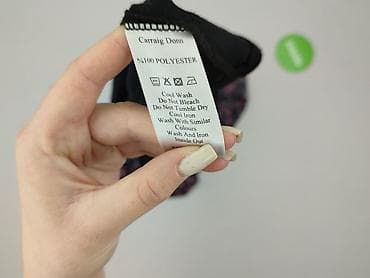 Carraig Donn
%100 POLYESTER
Cool Wash
Do Not Bleach
Do Not Tumble Dry
Cool Iron
Wash With Similar
Colours
Wash And Iron
Inside Out